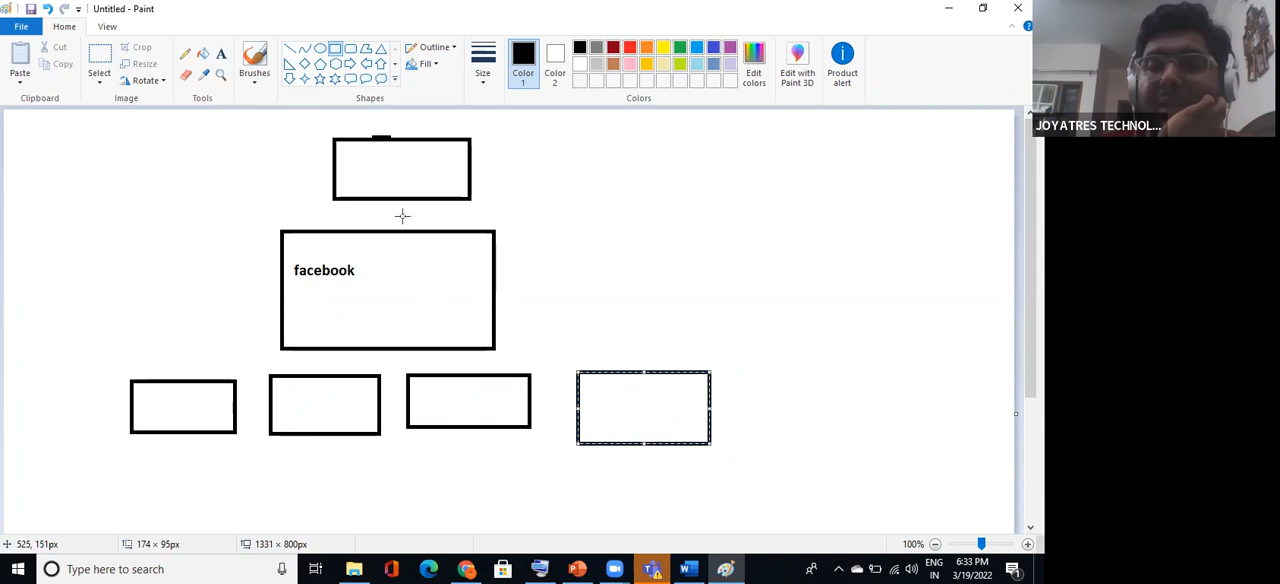 Untitled - Paint
File Home View
Paste
Cut
Copy
Clipboard
Select
Crop
Resize
Rotate
Image
Tools
Brushes
Outline
Fill
Shapes
Size
Color 1
Color 2
Edit colors
Colors
Edit with Paint 3D
Product alert
JOYATRES TECHNOL...
facebook
525, 151px
174 × 95px
1331 × 800px
100%
Type here to search
ENG
IN
6:33 PM
3/19/2022
1